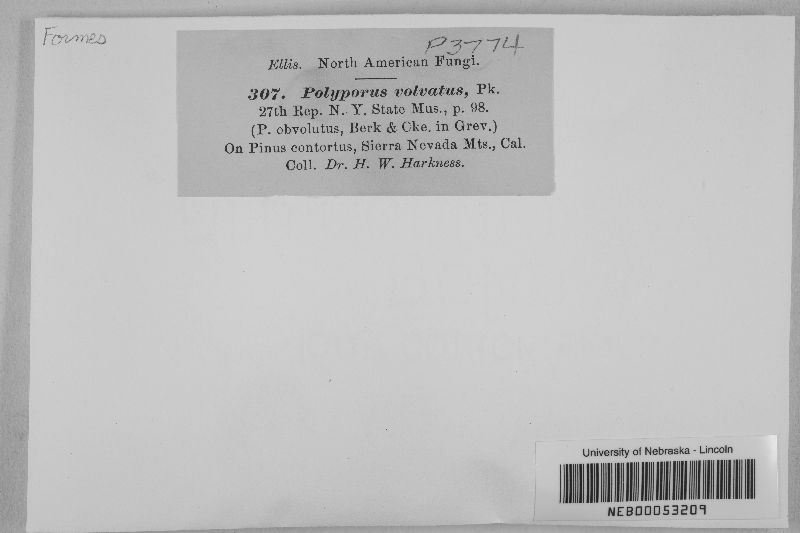 Fomes
P3774
Ellis. North American Fungi.
307. Polyporus volvatus, Pk.
27th Rep. N. Y. State Mus., p. 98.
(P. obvolutus, Berk & Cke. in Grev.)
On Pinus contortus, Sierra Nevada Mts., Cal.
Coll. Dr. H. W. Harkness.
University of Nebraska - Lincoln
NEB00053209